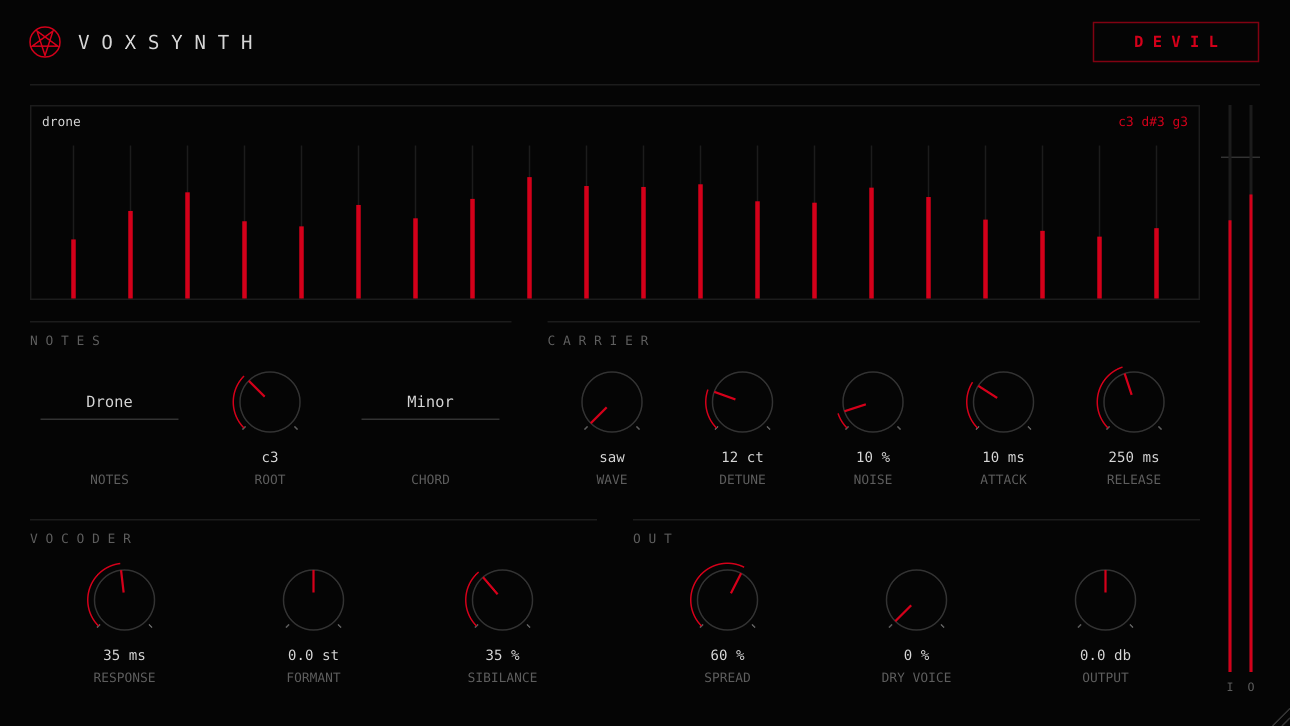 VOXSYNTH
DEVIL
drone
c3 d#3 g3
NOTES
CARRIER
Drone
Minor
c3
saw
12 ct
10 %
10 ms
250 ms
NOTES
ROOT
CHORD
WAVE
DETUNE
NOISE
ATTACK
RELEASE
VOCODER
OUT
35 ms
0.0 st
35 %
60 %
0 %
0.0 db
RESPONSE
FORMANT
SIBILANCE
SPREAD
DRY VOICE
OUTPUT
I O